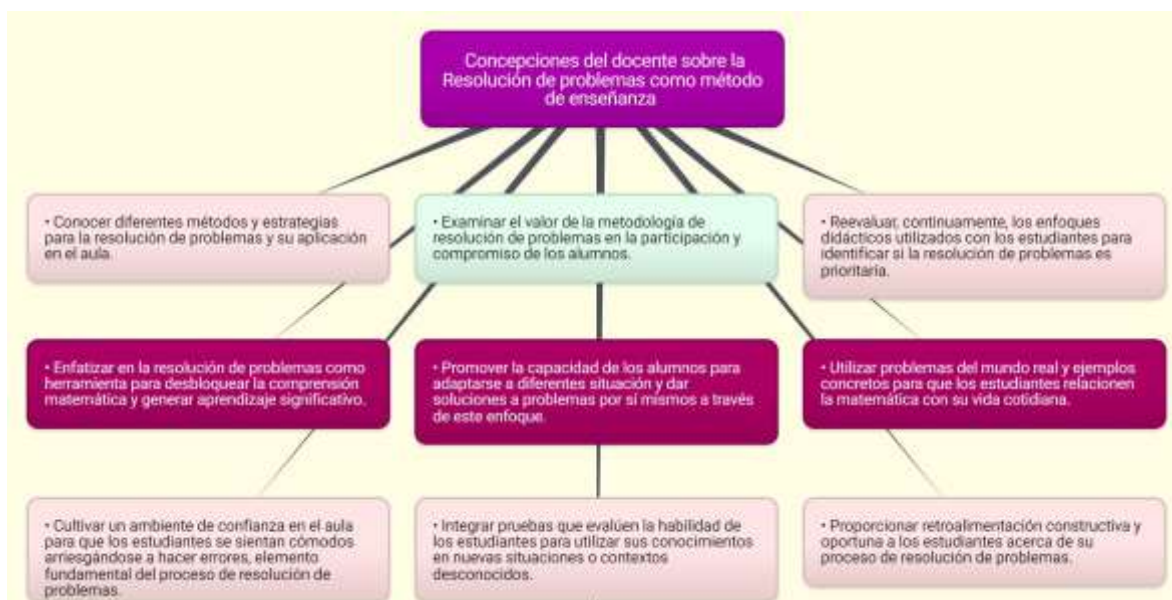 Concepciones del docente sobre la
Resolución de problemas como método
de enseñanza
• Conocer diferentes métodos y estrategias
para la resolución de problemas y su aplicación
en el aula.
• Examinar el valor de la metodología de
resolución de problemas en la participación y
compromiso de los alumnos.
• Reevaluar, continuamente, los enfoques
didácticos utilizados con los estudiantes para
identificar si la resolución de problemas es
prioritaria.
• Enfatizar en la resolución de problemas como
herramienta para desbloquear la comprensión
matemática y generar aprendizaje significativo.
• Promover la capacidad de los alumnos para
adaptarse a diferentes situación y dar
soluciones a problemas por sí mismos a través
de este enfoque.
• Utilizar problemas del mundo real y ejemplos
concretos para que los estudiantes relacionen
la matemática con su vida cotidiana.
• Cultivar un ambiente de confianza en el aula
para que los estudiantes se sientan cómodos
arriesgándose a hacer errores, elemento
fundamental del proceso de resolución de
problemas.
• Integrar pruebas que evalúen la habilidad de
los estudiantes para utilizar sus conocimientos
en nuevas situaciones o contextos
desconocidos.
• Proporcionar retroalimentación constructiva y
oportuna a los estudiantes acerca de su
proceso de resolución de problemas.